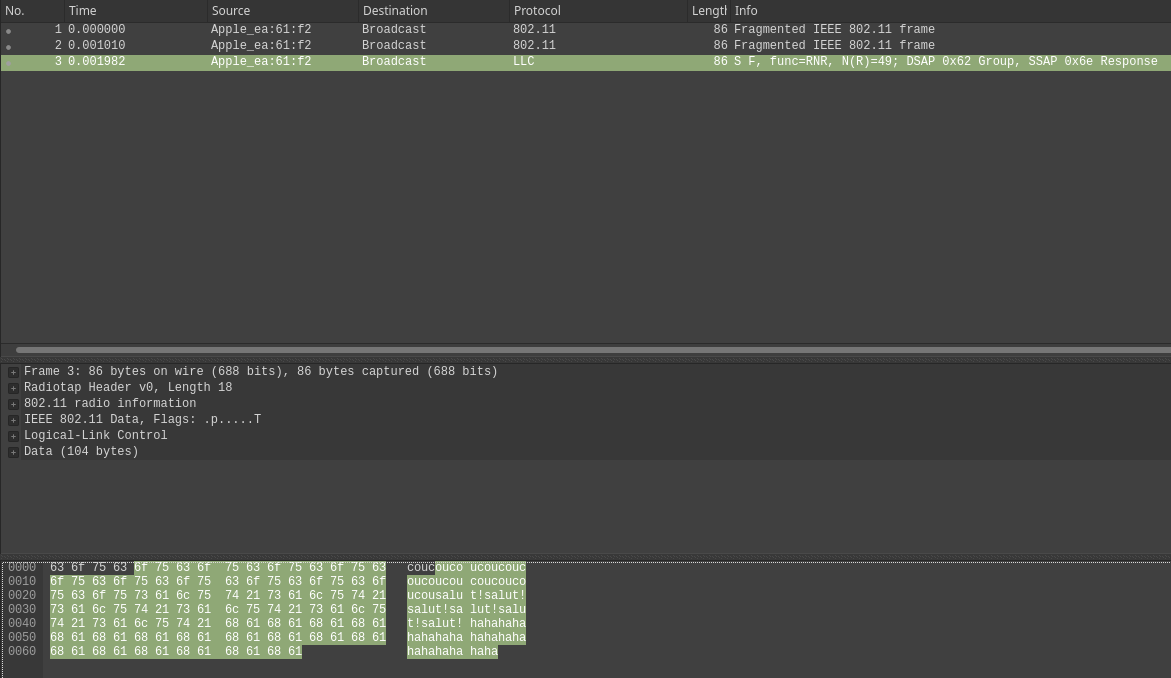 No. Time Source Destination Protocol Lengtl Info
1 0.000000 Apple_ea:61:f2 Broadcast 802.11 86 Fragmented IEEE 802.11 frame
2 0.001010 Apple_ea:61:f2 Broadcast 802.11 86 Fragmented IEEE 802.11 frame
3 0.001982 Apple_ea:61:f2 Broadcast LLC 86 S F, func=RNR, N(R)=49; DSAP 0x62 Group, SSAP 0x6e Response
Frame 3: 86 bytes on wire (688 bits), 86 bytes captured (688 bits)
Radiotap Header v0, Length 18
802.11 radio information
IEEE 802.11 Data, Flags: .p.....T
Logical-Link Control
Data (104 bytes)
0000 63 6f 75 63 6f 75 63 6f 75 63 6f 75 63 6f 75 63 coucouco ucoucouc
0010 6f 75 63 6f 75 63 6f 75 63 6f 75 63 6f 75 63 6f oucoucou coucouco
0020 75 63 6f 75 73 61 6c 75 74 21 73 61 6c 75 74 21 ucousalu t!salut!
0030 73 61 6c 75 74 21 73 61 6c 75 74 21 73 61 6c 75 salut!sa lut!salu
0040 74 21 73 61 6c 75 74 21 68 61 68 61 68 61 68 61 t!salut! hahahaha
0050 68 61 68 61 68 61 68 61 68 61 68 61 68 61 68 61 hahahaha hahahaha
0060 68 61 68 61 68 61 68 61 68 61 68 61 hahahaha haha